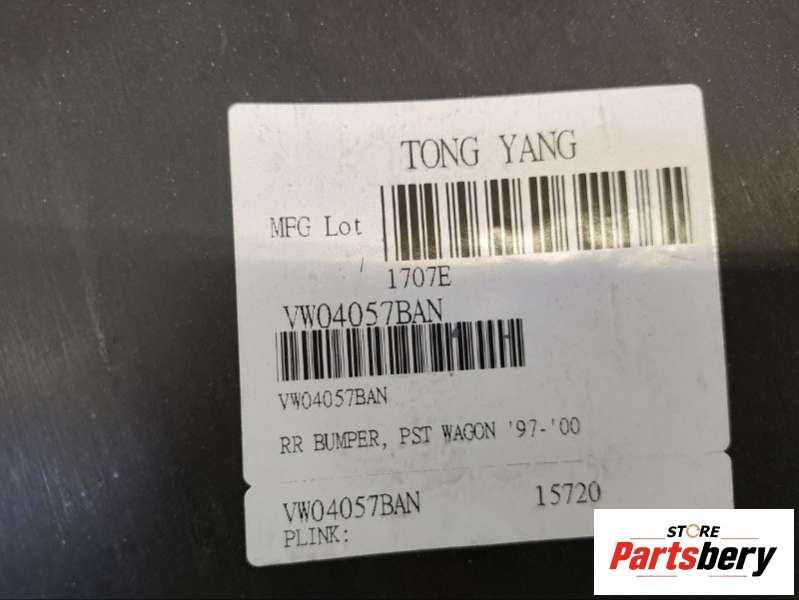 TONG YANG
MFG Lot
1707E
VW04057BAN
VW04057BAN
RR BUMPER, PST WAGON '97-'00
VW04057BAN 15720
PLINK:
STORE
Partsbery